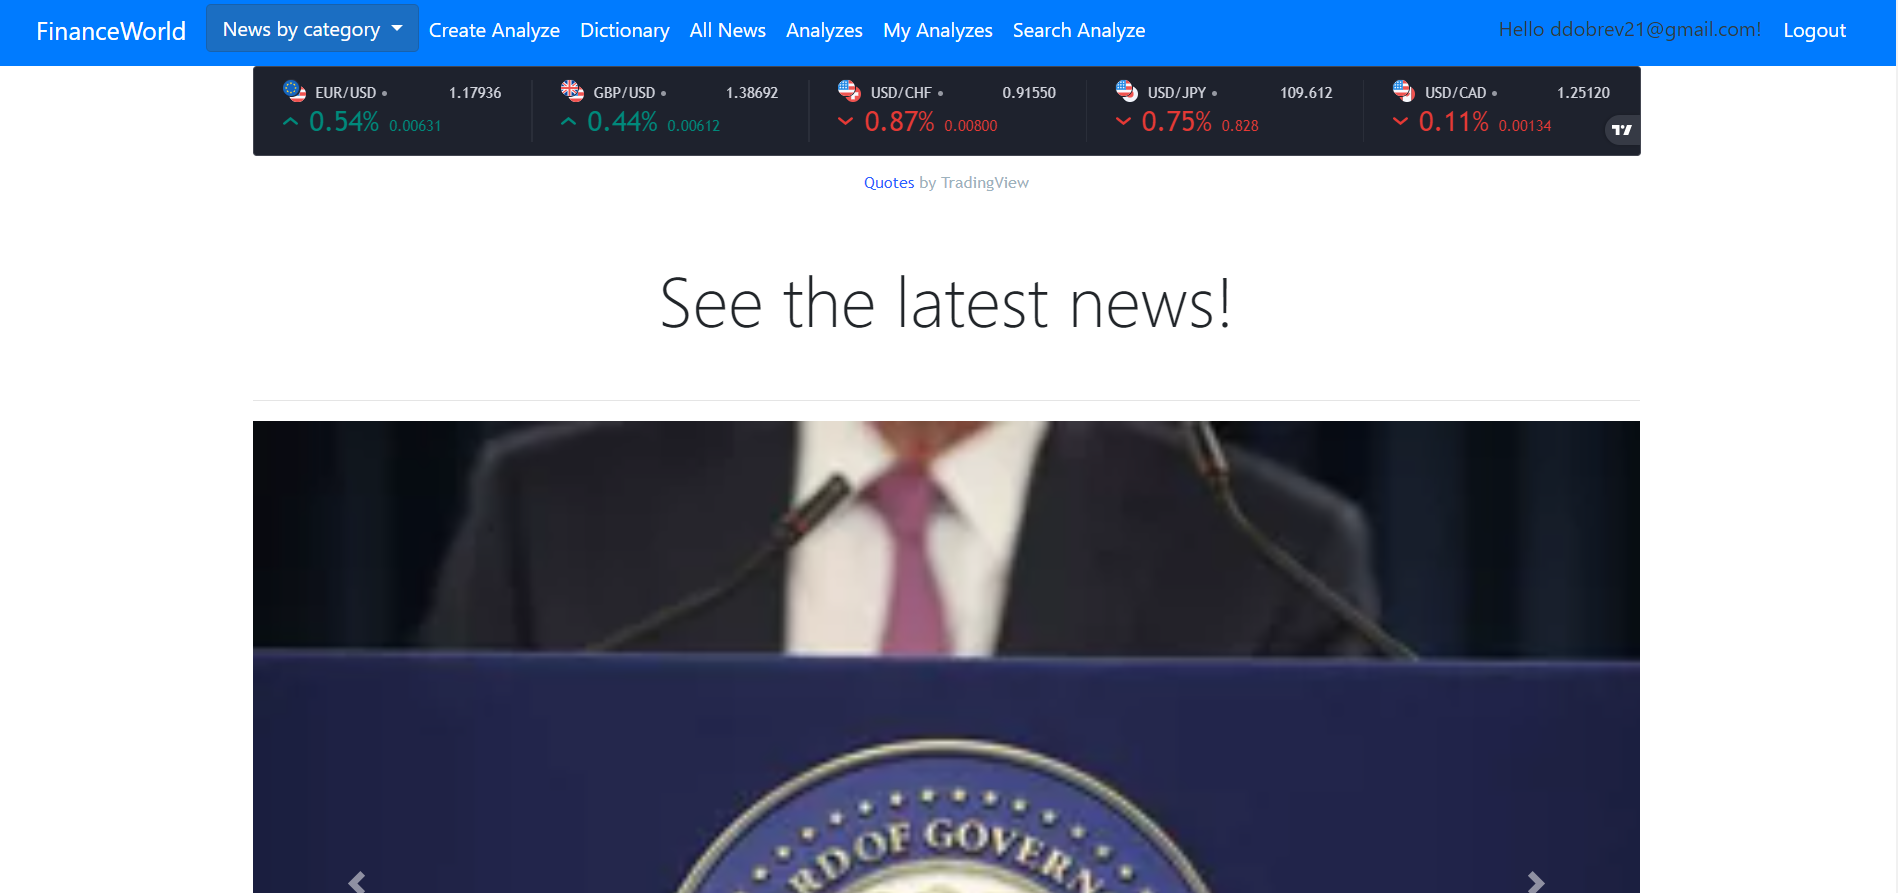 FinanceWorld News by category Create Analyze Dictionary All News Analyzes My Analyzes Search Analyze Hello ddobrev21@gmail.com! Logout
EUR/USD 1.17936 GBP/USD 1.38692 USD/CHF 0.91550 USD/JPY 109.612 USD/CAD 1.25120
0.54% 0.00631 0.44% 0.00612 0.87% 0.00800 0.75% 0.828 0.11% 0.00134
Quotes by TradingView
See the latest news!
RD OF GOVERN